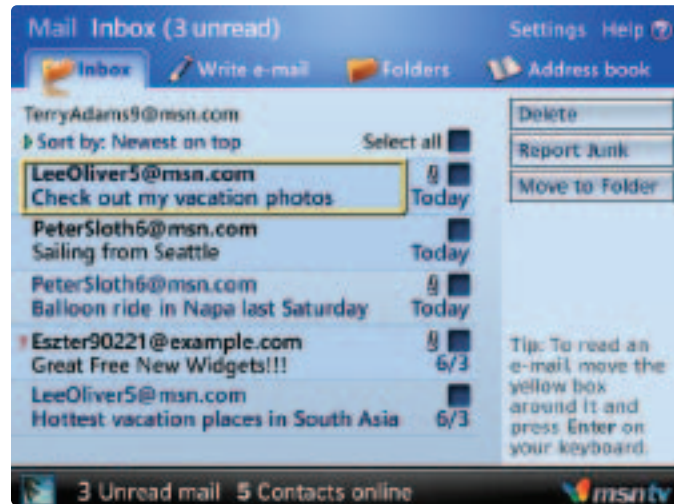 Mail Inbox (3 unread)
Settings Help ?
Inbox Write e-mail Folders Address book
TerryAdams9@msn.com
Sort by: Newest on top Select all
LeeOliver5@msn.com
Check out my vacation photos Today
PeterSloth6@msn.com
Sailing from Seattle Today
PeterSloth6@msn.com
Balloon ride in Napa last Saturday Today
! Eszter90221@example.com
Great Free New Widgets!!! 6/3
LeeOliver5@msn.com
Hottest vacation places in South Asia 6/3
Delete
Report Junk
Move to Folder
Tip: To read an
e-mail move the
yellow box
around it and
press Enter on
your keyboard.
3 Unread mail 5 Contacts online
msntv